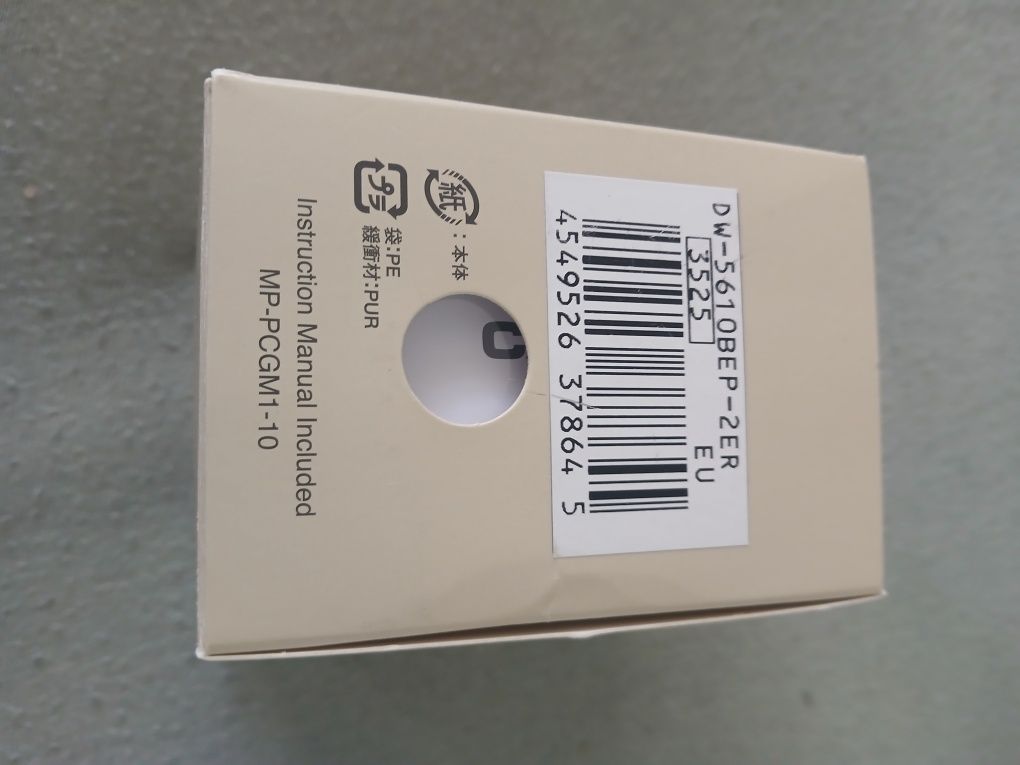 DW-5610BEP-2ER
3525 EU
4549526 378645
紙 : 本体
プラ 袋:PE
緩衝材:PUR
C
Instruction Manual Included
MP-PCGM1-10